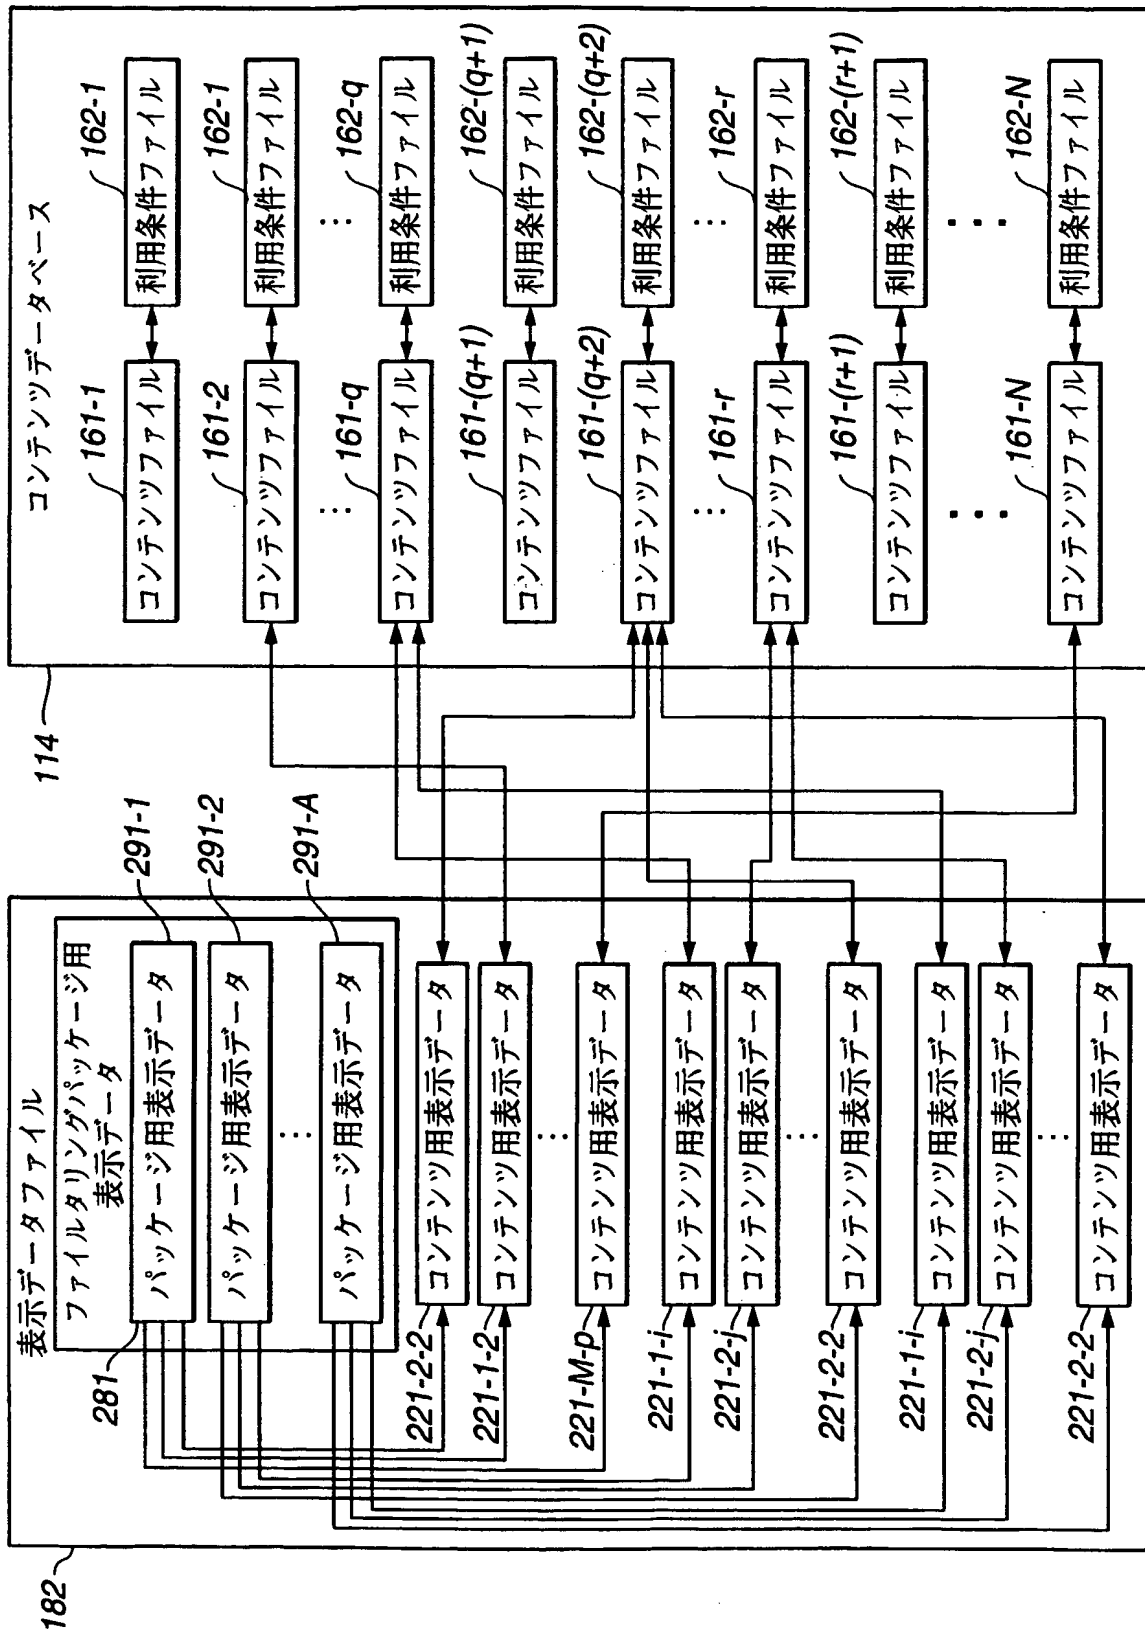 182
表示データファイル
ファイルタリングパッケージ用
表示データ
281
パッケージ用表示データ
291-1
パッケージ用表示データ
291-2
⋯
パッケージ用表示データ
291-A
221-2-2
コンテンツ用表示データ
221-1-2
コンテンツ用表示データ
⋯
221-M-p
コンテンツ用表示データ
221-1-i
コンテンツ用表示データ
221-2-j
コンテンツ用表示データ
⋯
221-2-2
コンテンツ用表示データ
221-1-i
コンテンツ用表示データ
221-2-j
コンテンツ用表示データ
⋯
221-2-2
コンテンツ用表示データ
114
コンテンツデータベース
161-1
コンテンツファイル
162-1
利用条件ファイル
161-2
コンテンツファイル
162-1
利用条件ファイル
⋯
⋯
161-q
コンテンツファイル
162-q
利用条件ファイル
161-(q+1)
コンテンツファイル
162-(q+1)
利用条件ファイル
161-(q+2)
コンテンツファイル
162-(q+2)
利用条件ファイル
⋯
⋯
161-r
コンテンツファイル
162-r
利用条件ファイル
161-(r+1)
コンテンツファイル
162-(r+1)
利用条件ファイル
⋯
⋯
161-N
コンテンツファイル
162-N
利用条件ファイル